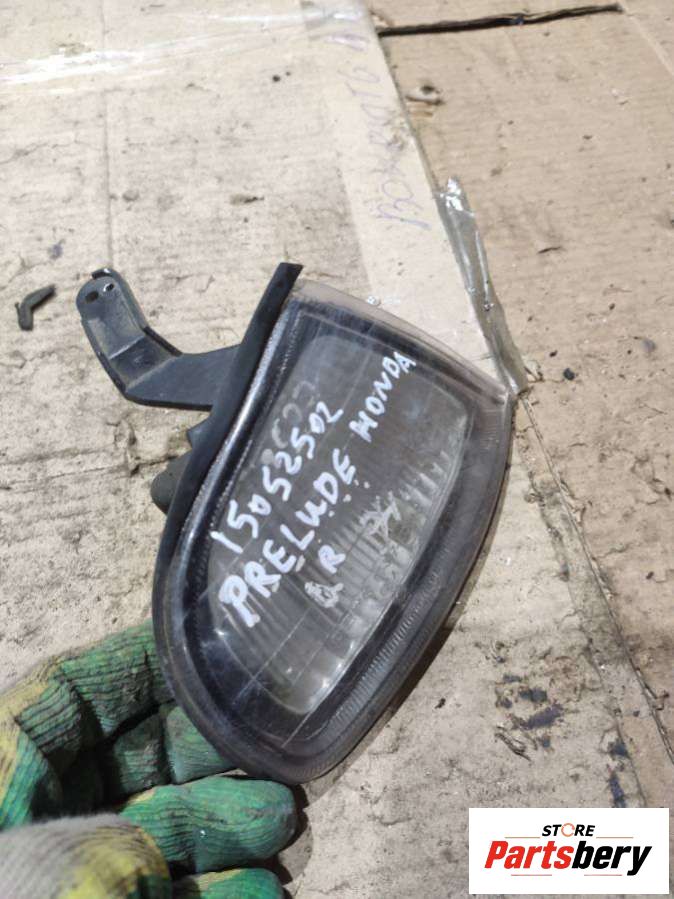 15052502
PRELUDE HONDA
R
STORE
Partsbery